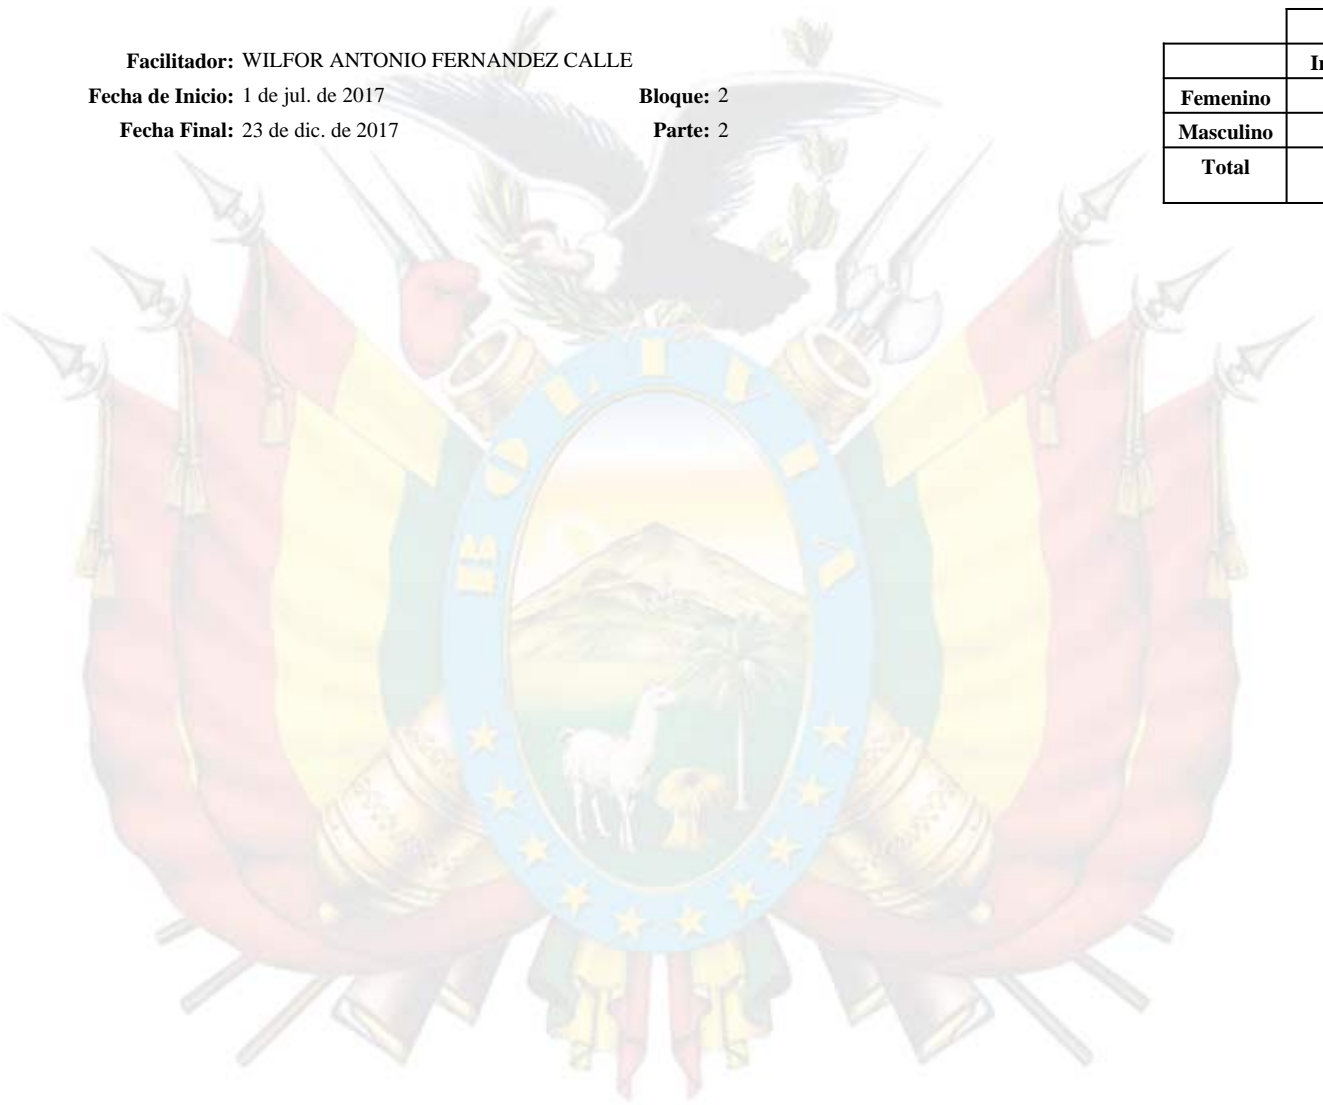 Facilitador: WILFOR ANTONIO FERNANDEZ CALLE
Fecha de Inicio: 1 de jul. de 2017 Bloque: 2
Fecha Final: 23 de dic. de 2017 Parte: 2
Femenino
Masculino
Total
BOLIVIA